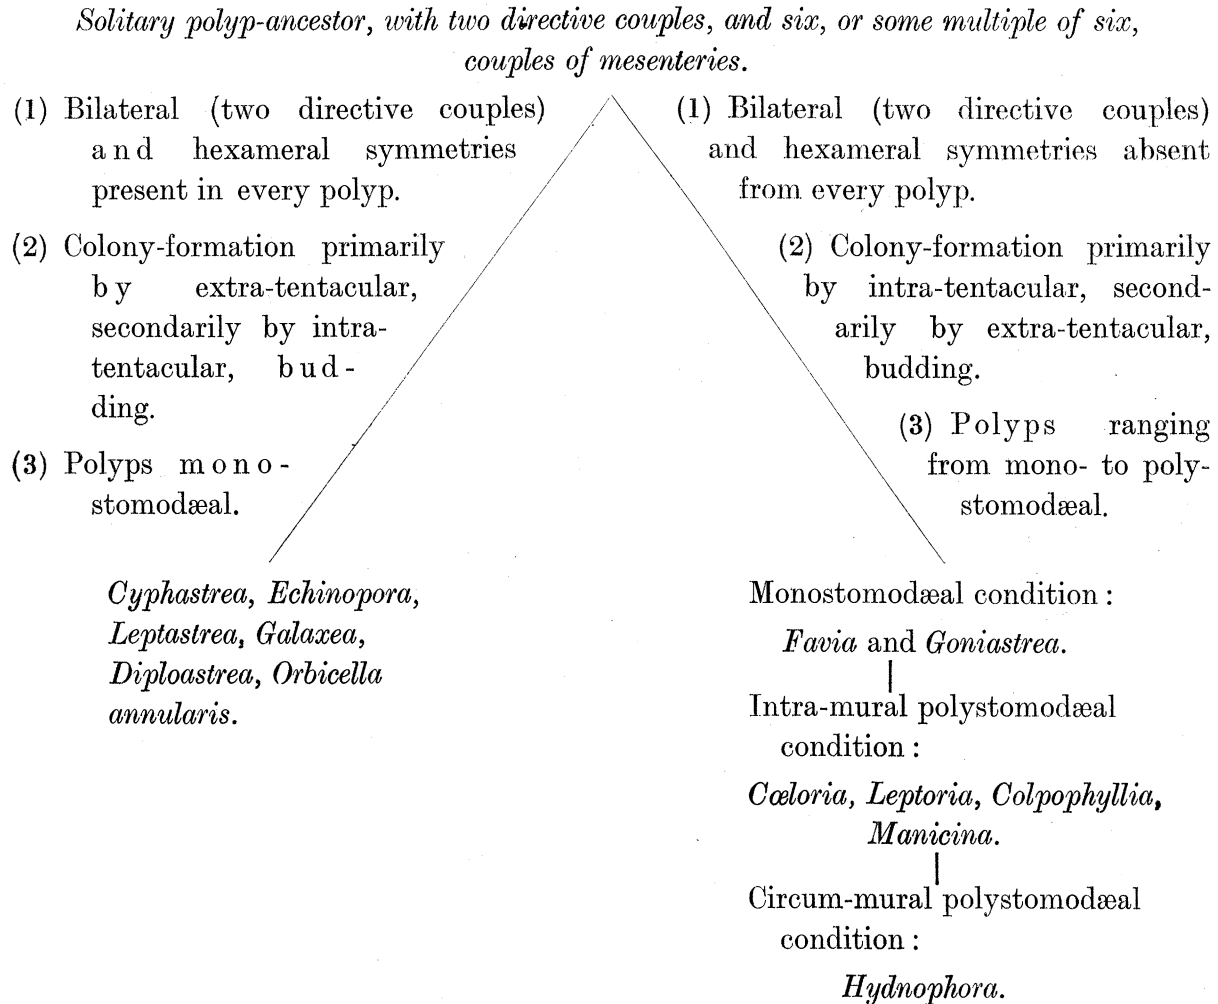 Solitary polyp-ancestor, with two directive couples, and six, or some multiple of six,
couples of mesenteries.
(1) Bilateral (two directive couples)
and hexameral symmetries
present in every polyp.
(2) Colony-formation primarily
by extra-tentacular,
secondarily by intra-
tentacular, bud-
ding.
(3) Polyps mono-
stomodæal.
Cyphastrea, Echinopora,
Leptastrea, Galaxea,
Diploastrea, Orbicella
annularis.
(1) Bilateral (two directive couples)
and hexameral symmetries absent
from every polyp.
(2) Colony-formation primarily
by intra-tentacular, second-
arily by extra-tentacular,
budding.
(3) Polyps ranging
from mono- to poly-
stomodæal.
Monostomodæal condition :
Favia and Goniastrea.
Intra-mural polystomodæal
condition :
Cœloria, Leptoria, Colpophyllia,
Manicina.
Circum-mural polystomodæal
condition :
Hydnophora.